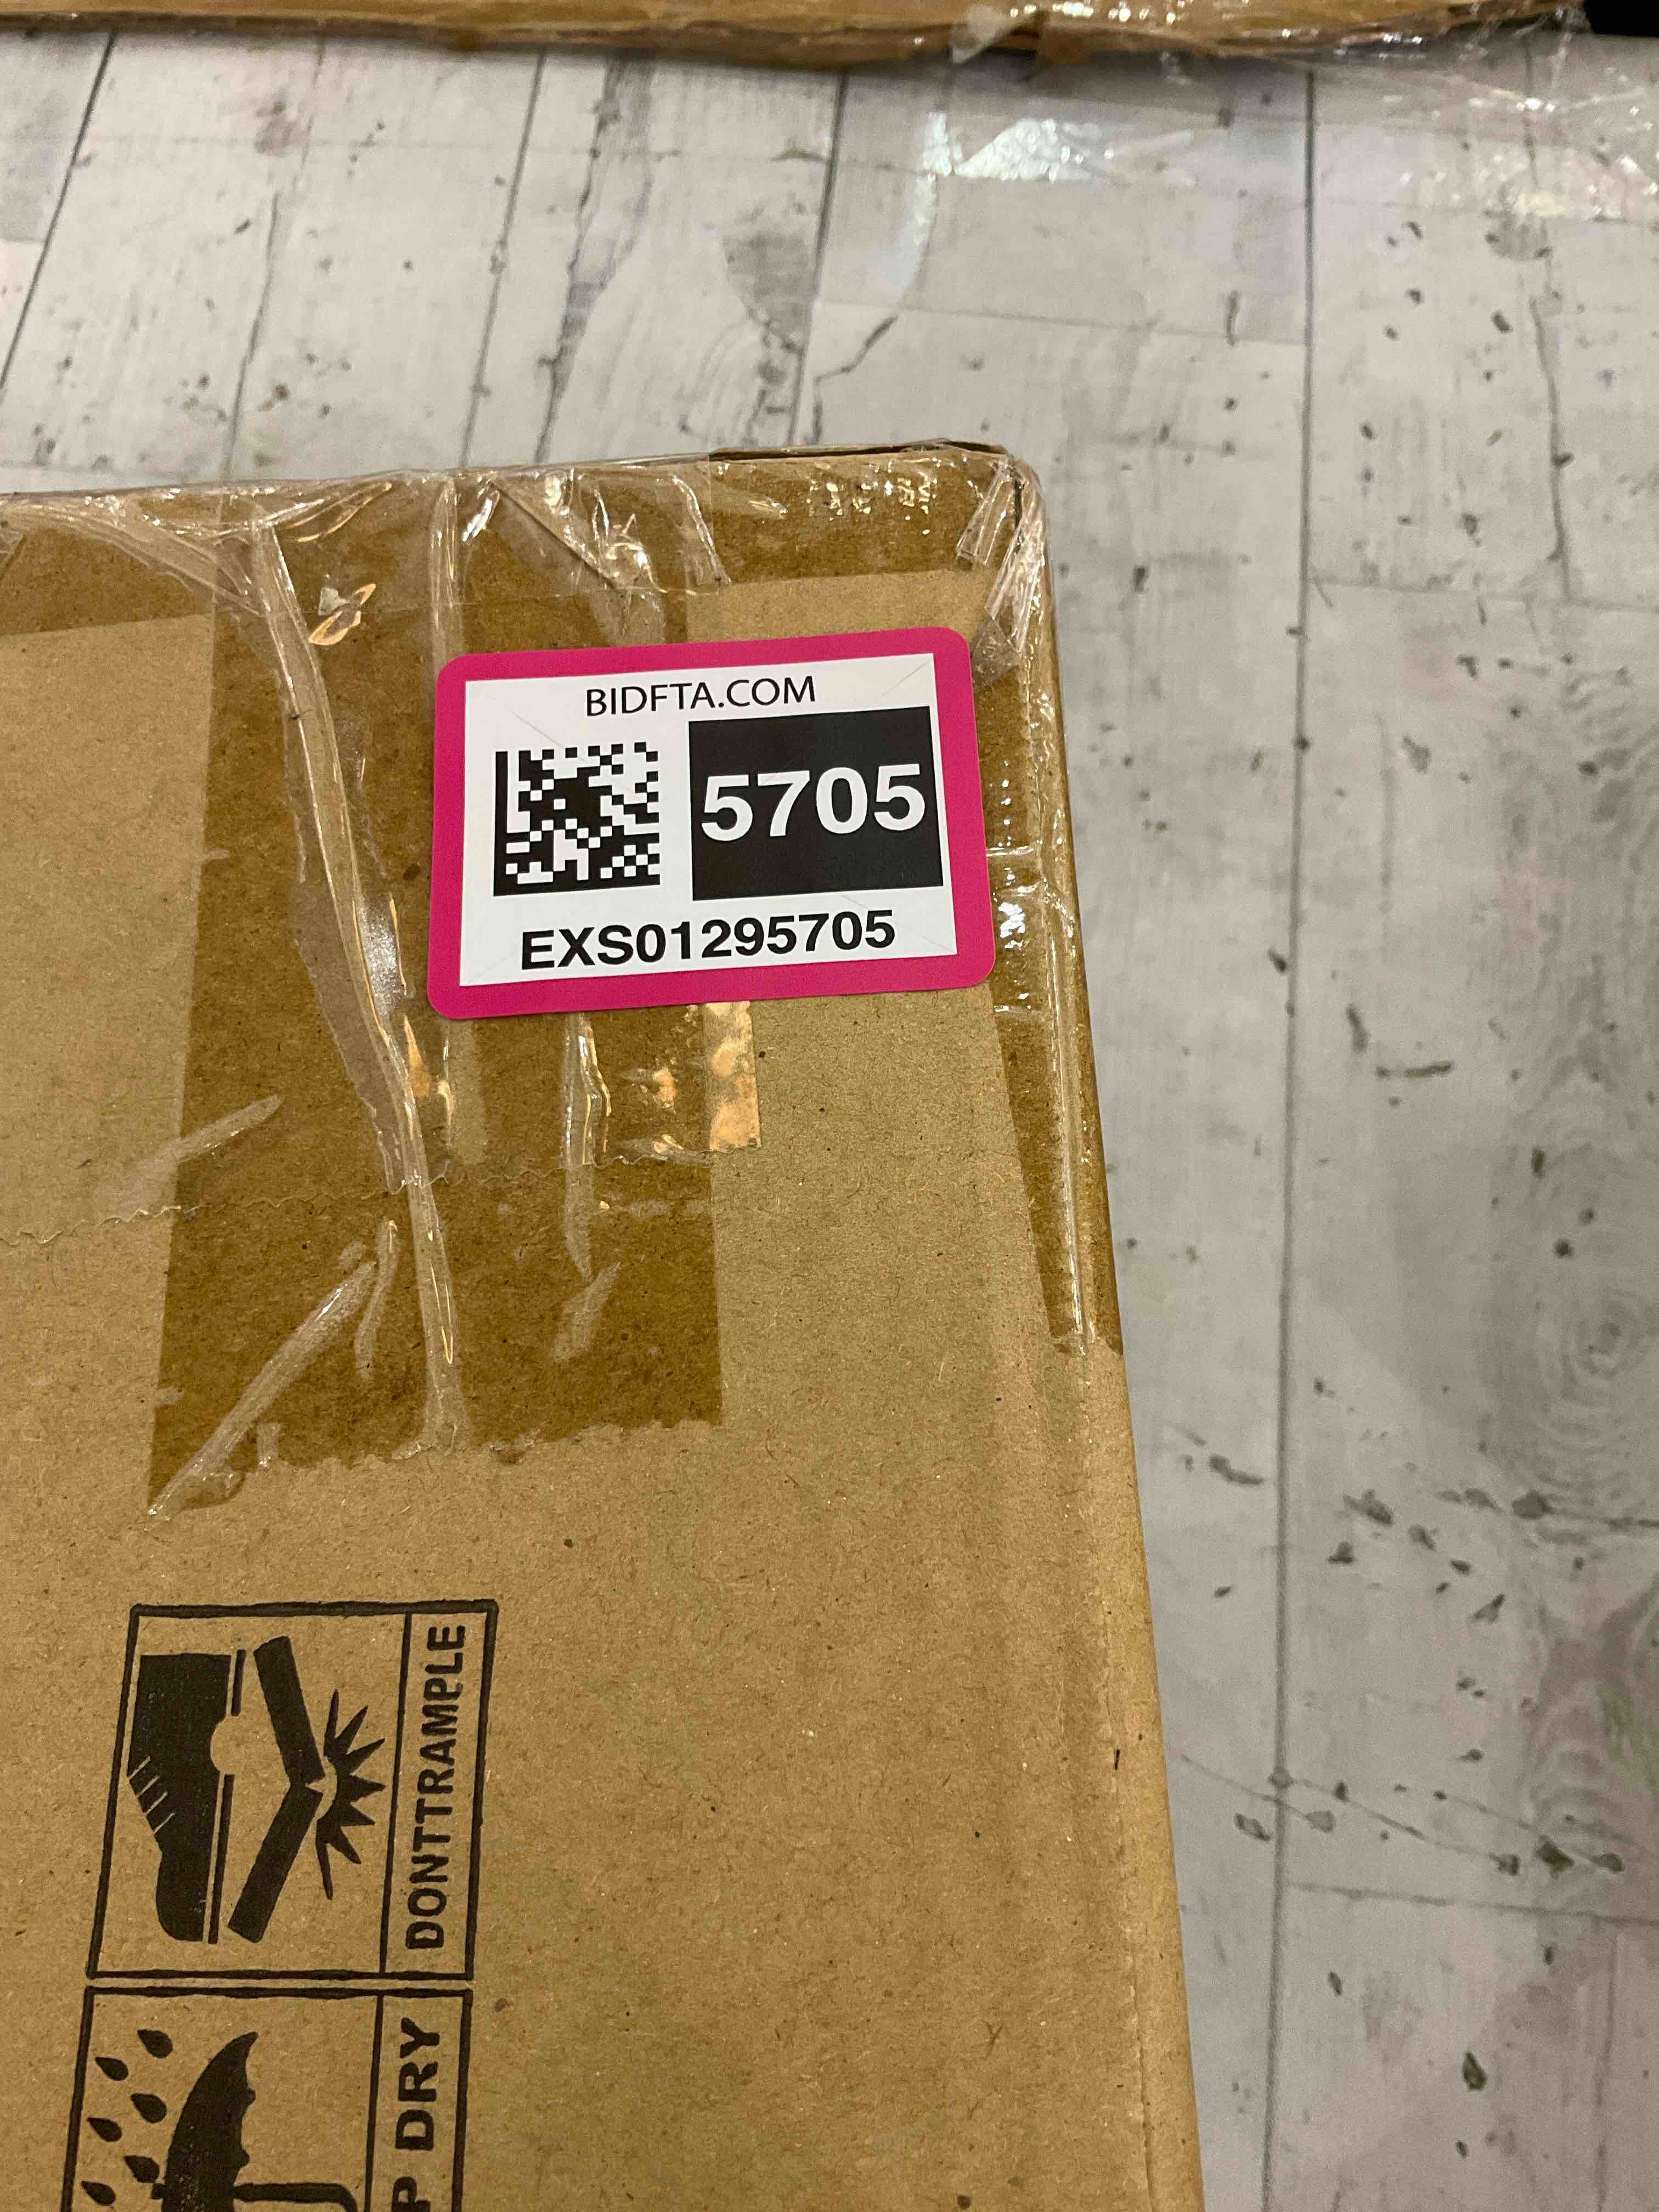 BIDFTA.COM
5705
EXS01295705
DONTTRAMPLE
P DRY